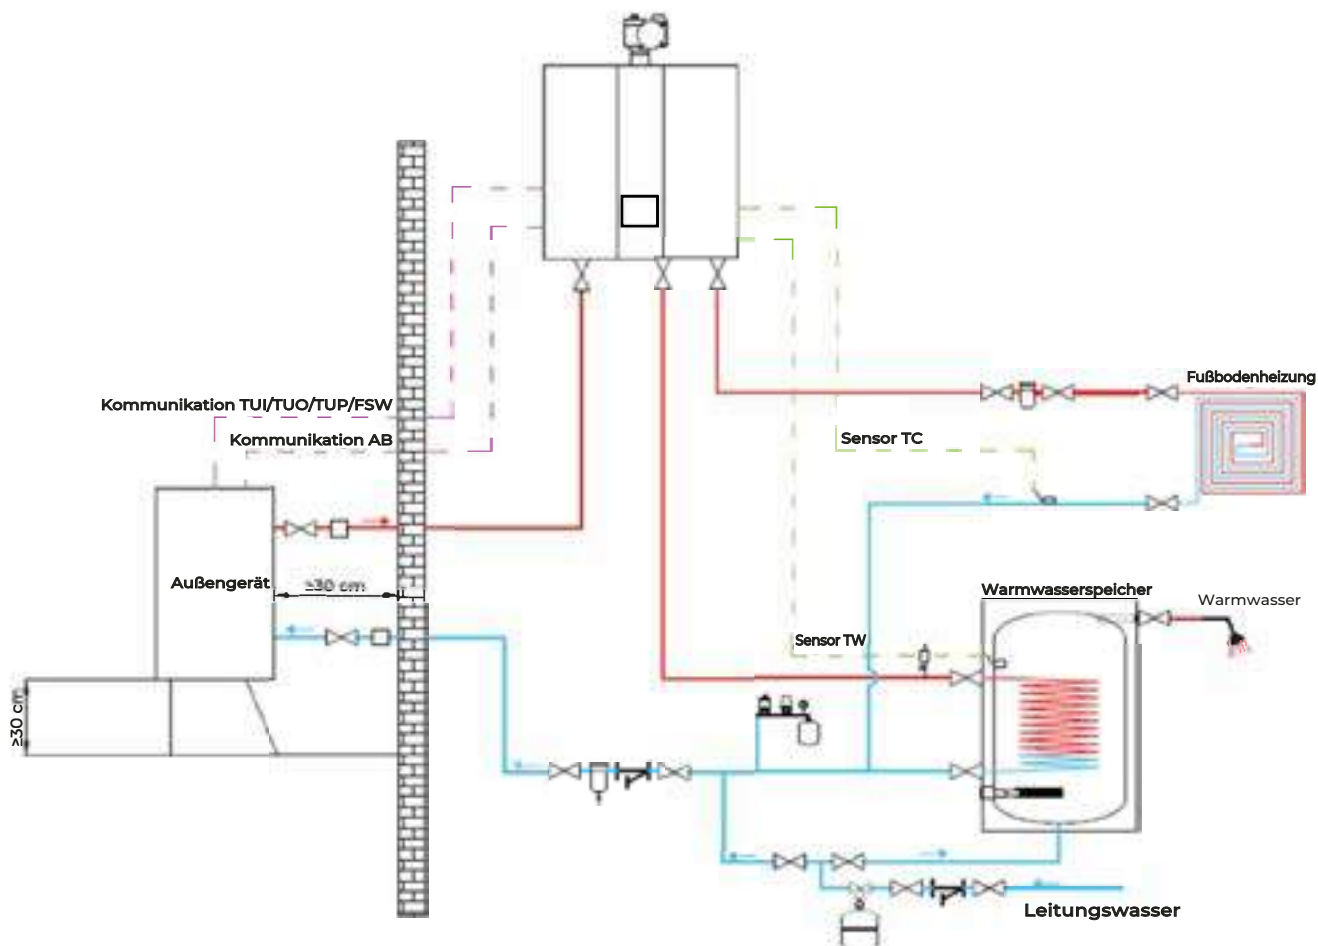 Fußbodenheizung
Kommunikation TUI/TUO/TUP/FSW
Kommunikation AB
Sensor TC
Außengerät
≥30 cm
Warmwasserspeicher
Warmwasser
Sensor TW
≥30 cm
Leitungswasser